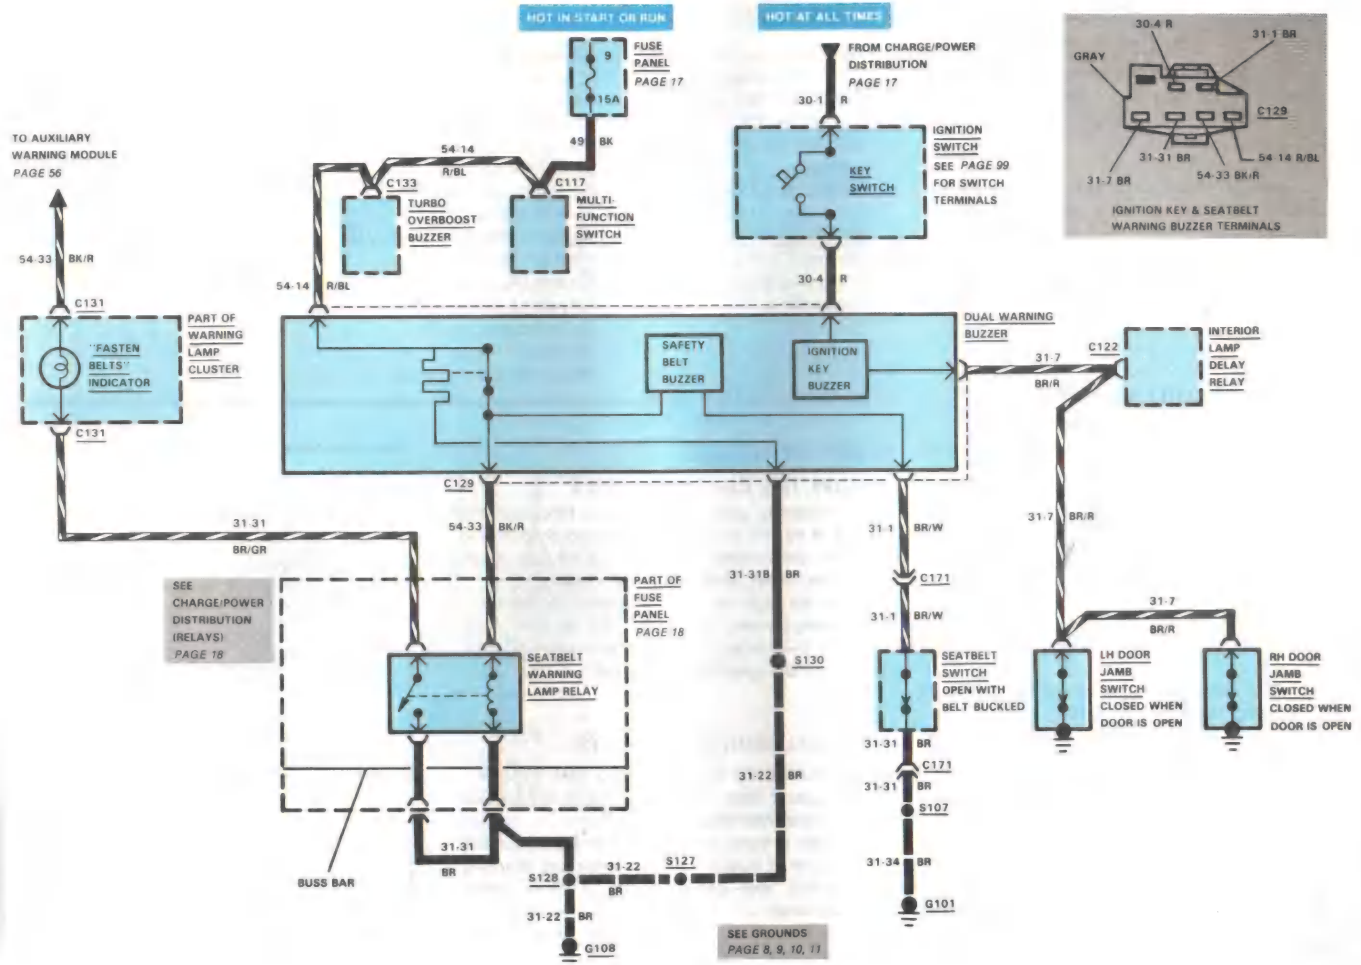 HOT IN START OR RUN
HOT AT ALL TIMES
9
15A
FUSE
PANEL
PAGE 17
FROM CHARGE/POWER
DISTRIBUTION
PAGE 17
30-1 R
30-4 R
31-1 BR
GRAY
C129
31-31 BR
54-14 R/BL
31-7 BR
54-33 BK/R
IGNITION KEY & SEATBELT
WARNING BUZZER TERMINALS
TO AUXILIARY
WARNING MODULE
PAGE 56
49 BK
54-14
R/BL
C133
TURBO
OVERBOOST
BUZZER
C117
MULTI-
FUNCTION
SWITCH
KEY
SWITCH
IGNITION
SWITCH
SEE PAGE 99
FOR SWITCH
TERMINALS
54-33 BK/R
54-14 R/BL
30-4 R
C131
"FASTEN
BELTS"
INDICATOR
PART OF
WARNING
LAMP
CLUSTER
C131
SAFETY
BELT
BUZZER
IGNITION
KEY
BUZZER
DUAL WARNING
BUZZER
31-7
BR/R
C122
INTERIOR
LAMP
DELAY
RELAY
C129
31-31
BR/GR
54-33 BK/R
31-1 BR/W
31-7 BR/R
SEE
CHARGE/POWER
DISTRIBUTION
(RELAYS)
PAGE 18
PART OF
FUSE
PANEL
PAGE 18
31-31B BR
C171
31-1 BR/W
31-7
BR/R
SEATBELT
WARNING
LAMP RELAY
S130
SEATBELT
SWITCH
OPEN WITH
BELT BUCKLED
LH DOOR
JAMB
SWITCH
CLOSED WHEN
DOOR IS OPEN
RH DOOR
JAMB
SWITCH
CLOSED WHEN
DOOR IS OPEN
31-31 BR
C171
31-22 BR
31-31 BR
S107
31-31
BR
BUSS BAR
S128
31-22
BR
S127
31-34 BR
31-22 BR
G108
G101
SEE GROUNDS
PAGE 8, 9, 10, 11